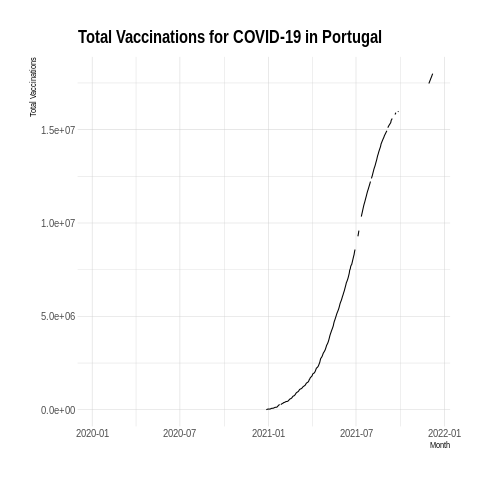 Total Vaccinations for COVID-19 in Portugal
Total Vaccinations
1.5e+07
1.0e+07
5.0e+06
0.0e+00
2020-01 2020-07 2021-01 2021-07 2022-01
Month